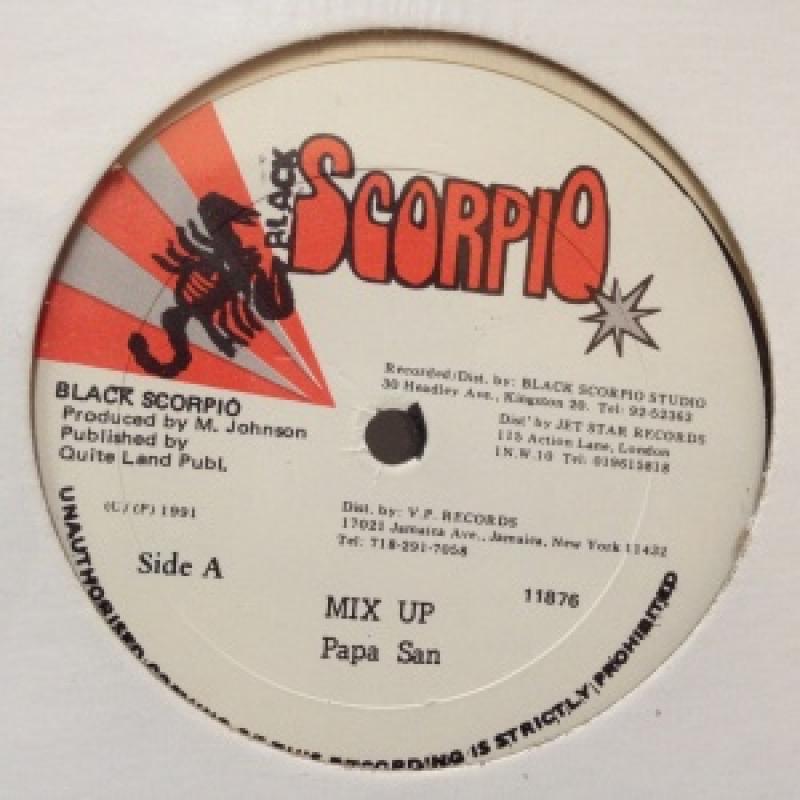 BLACK
SCORPIO
Recorded/Dist. by: BLACK SCORPIO STUDIO
30 Headley Ave., Kingston 20. Tel: 92-52363
Dist' by JET STAR RECORDS
115 Action Lane, London
N.W.10 Tel: 019615818
BLACK SCORPIO
Produced by M. Johnson
Published by
Quite Land Publ.
(C)/(P) 1991
Dist. by: V.P. RECORDS
17021 Jamaica Ave., Jamaica, New York 11432
Tel: 718-291-7058
Side A
11876
MIX UP
Papa San
UNAUTHORISED RECORDING IS STRICTLY PROHIBITED